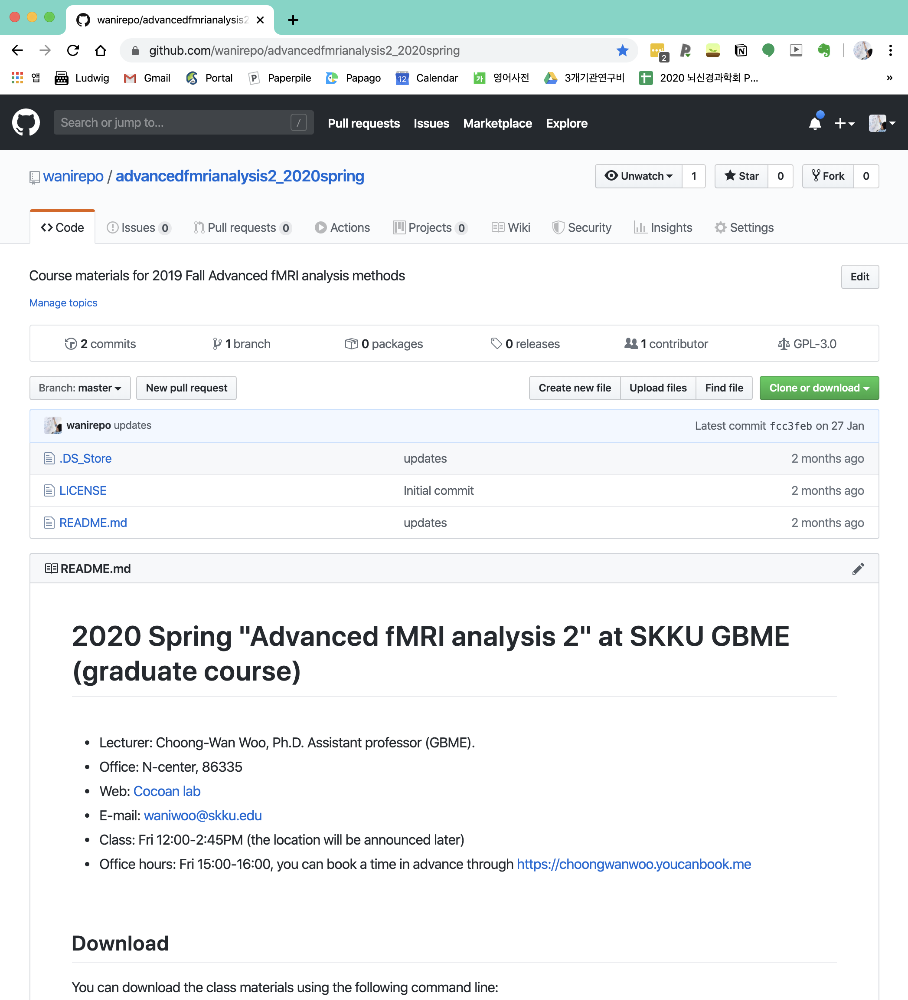 wanirepo/advancedfmrianalysis2
github.com/wanirepo/advancedfmrianalysis2_2020spring
2
앱 Ludwig Gmail Portal Paperpile Papago 12 Calendar 영어사전 3개기관연구비 2020 뇌신경과학회 P... »
Search or jump to... / Pull requests Issues Marketplace Explore
wanirepo / advancedfmrianalysis2_2020spring Unwatch 1 Star 0 Fork 0
Code Issues 0 Pull requests 0 Actions Projects 0 Wiki Security Insights Settings
Course materials for 2019 Fall Advanced fMRI analysis methods Edit
Manage topics
2 commits 1 branch 0 packages 0 releases 1 contributor GPL-3.0
Branch: master New pull request Create new file Upload files Find file Clone or download
wanirepo updates Latest commit fcc3feb on 27 Jan
.DS_Store updates 2 months ago
LICENSE Initial commit 2 months ago
README.md updates 2 months ago
README.md
2020 Spring "Advanced fMRI analysis 2" at SKKU GBME
(graduate course)
• Lecturer: Choong-Wan Woo, Ph.D. Assistant professor (GBME).
• Office: N-center, 86335
• Web: Cocoan lab
• E-mail: waniwoo@skku.edu
• Class: Fri 12:00-2:45PM (the location will be announced later)
• Office hours: Fri 15:00-16:00, you can book a time in advance through https://choongwanwoo.youcanbook.me
Download
You can download the class materials using the following command line: